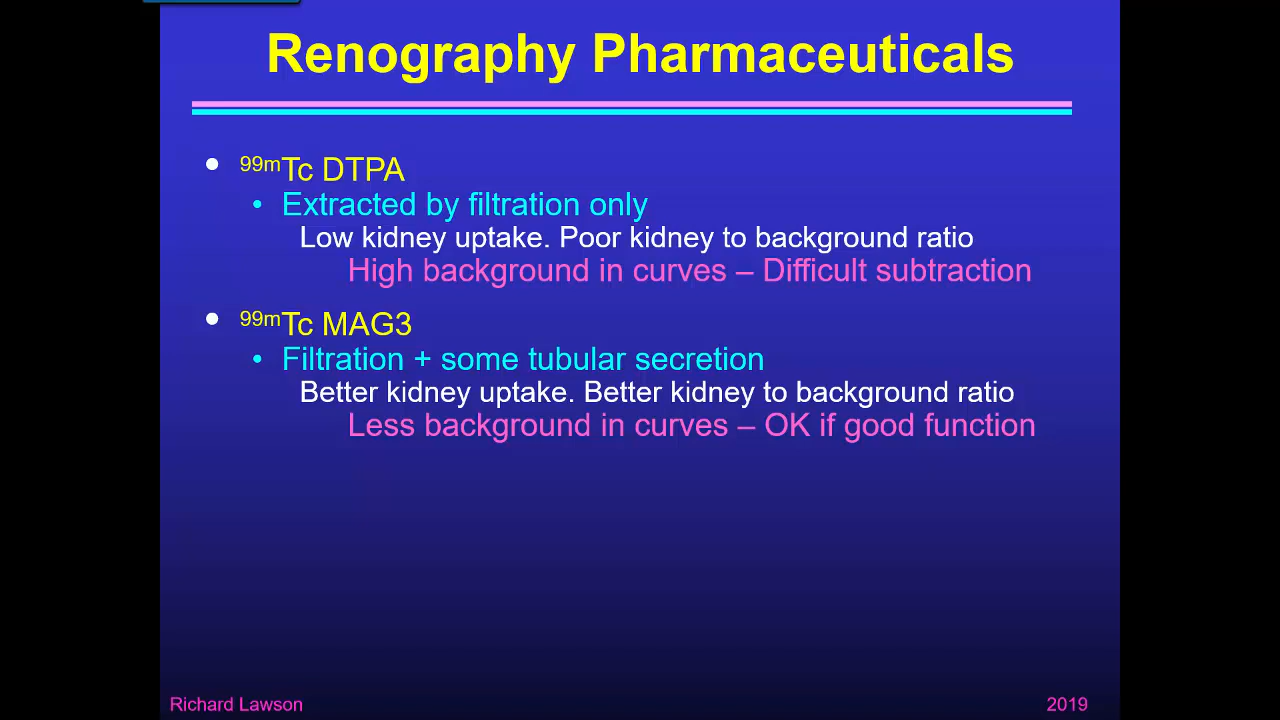 Renography Pharmaceuticals
• 99mTc DTPA
• Extracted by filtration only
Low kidney uptake. Poor kidney to background ratio
High background in curves – Difficult subtraction
• 99mTc MAG3
• Filtration + some tubular secretion
Better kidney uptake. Better kidney to background ratio
Less background in curves – OK if good function
Richard Lawson
2019